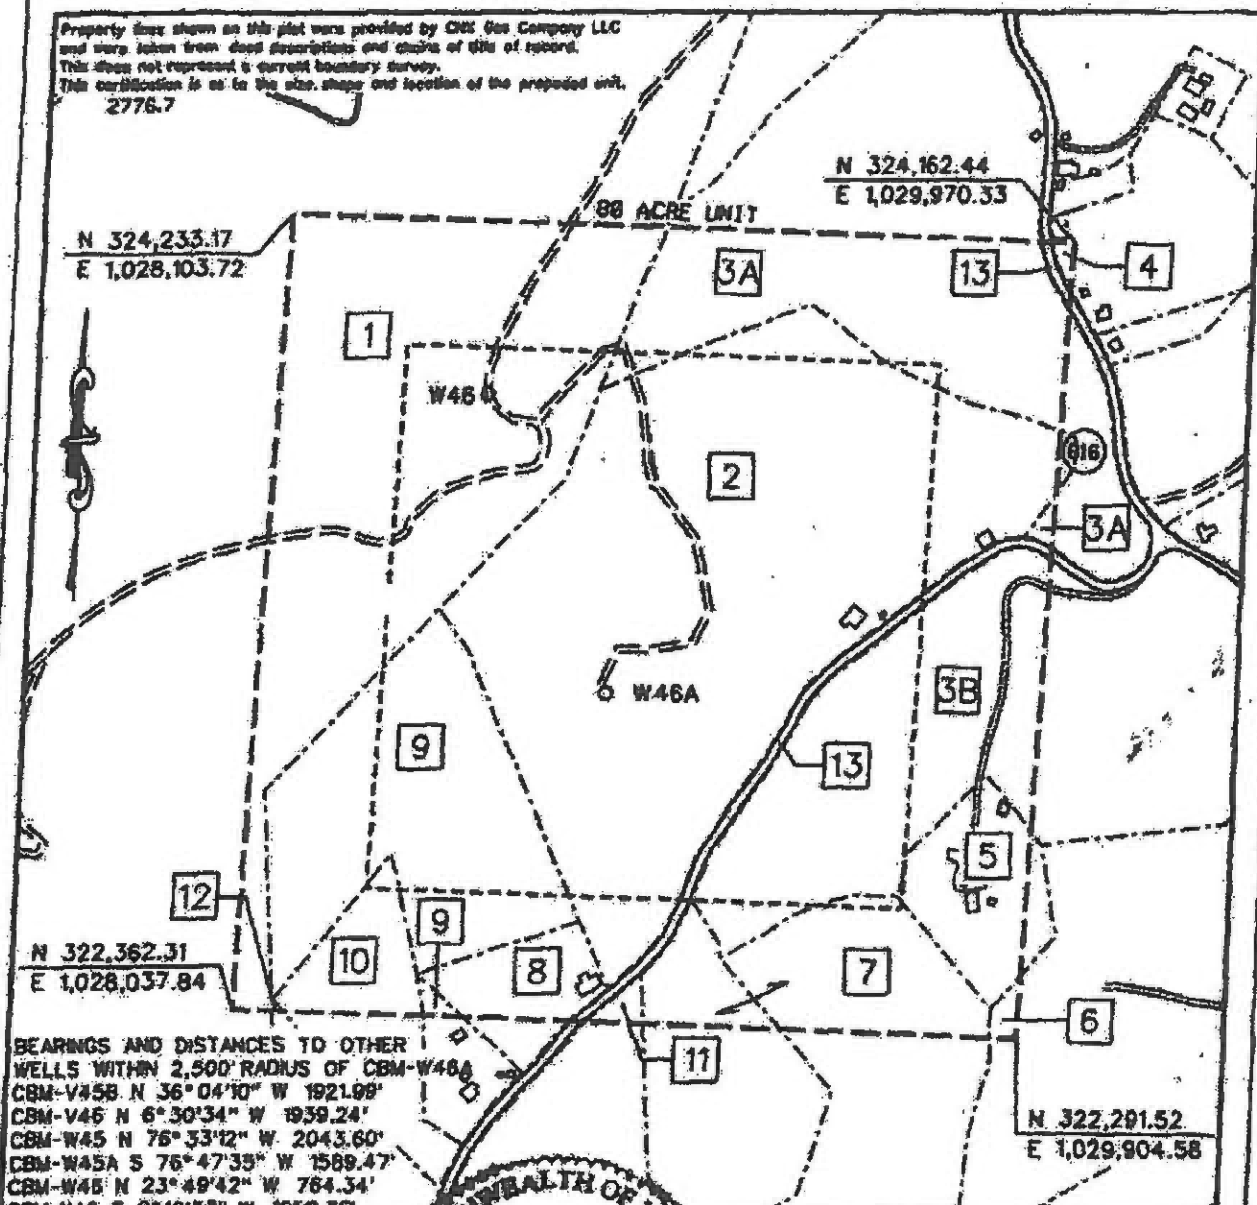 Property lines shown on this plat were provided by CNX Gas Company LLC
and were taken from deed descriptions and chains of title of record.
This does not represent a current boundary survey.
This certification is as to the size, shape and location of the proposed unit.
2776.7
N 324,162.44
E 1,029,970.33
80 ACRE UNIT
N 324,233.17
E 1,028,103.72
3A
13
4
1
W46
2
3A
W46A
3B
9
13
5
12
9
10
8
7
N 322,362.31
E 1,028,037.84
6
11
BEARINGS AND DISTANCES TO OTHER
WELLS WITHIN 2,500' RADIUS OF CBM-W46A
CBM-V45B N 36°04'10" W 1921.99'
CBM-V46 N 6°30'34" W 1939.24'
CBM-W45 N 76°33'12" W 2043.60'
CBM-W45A S 76°47'35" W 1589.47'
CBM-W46 N 23°49'42" W 764.34'
N 322,291.52
E 1,029,904.58
WEALTH OF